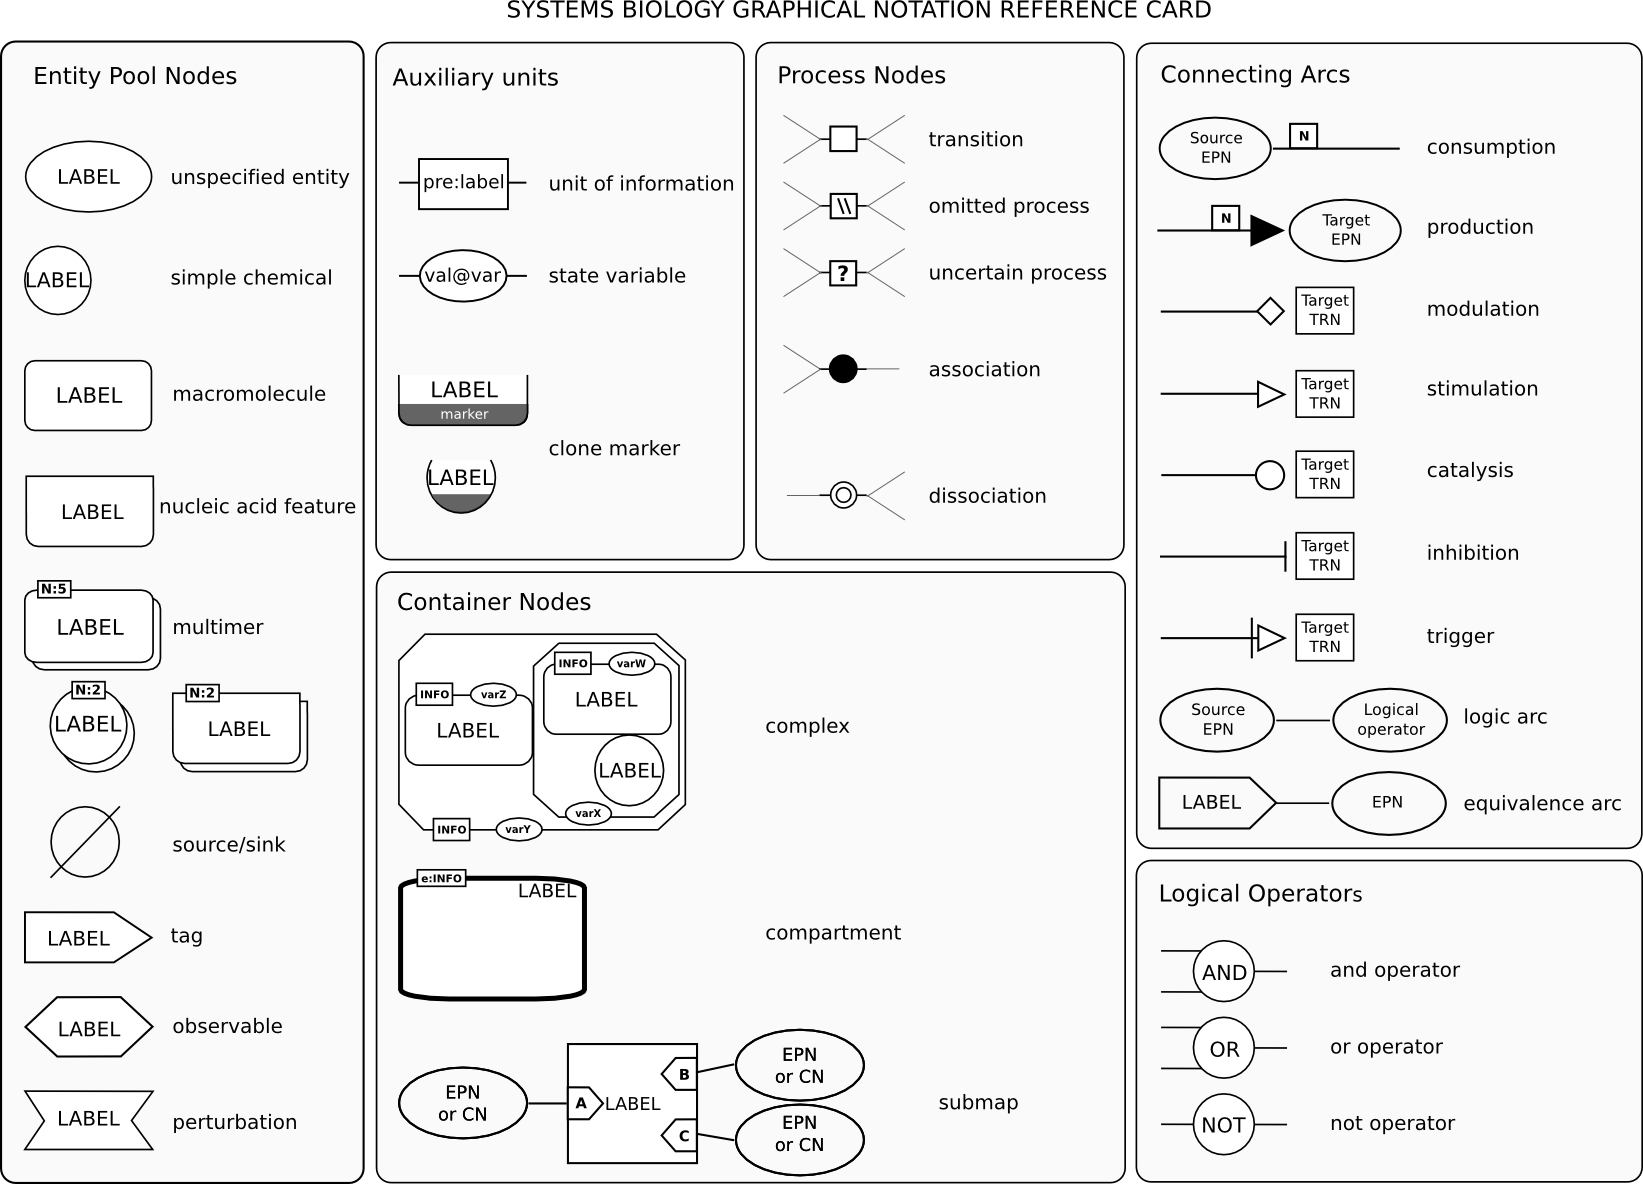 SYSTEMS BIOLOGY GRAPHICAL NOTATION REFERENCE CARD
Entity Pool Nodes
LABEL
unspecified entity
LABEL
simple chemical
LABEL
macromolecule
LABEL
nucleic acid feature
N:5
LABEL
multimer
N:2
LABEL
N:2
LABEL
source/sink
LABEL
tag
LABEL
observable
LABEL
perturbation
Auxiliary units
pre:label
unit of information
val@var
state variable
LABEL
marker
clone marker
LABEL
Process Nodes
transition
\\
omitted process
?
uncertain process
association
dissociation
Container Nodes
INFO
varW
LABEL
INFO
varZ
LABEL
LABEL
varX
INFO
varY
complex
e:INFO
LABEL
compartment
EPN
or CN
A
LABEL
B
C
EPN
or CN
EPN
or CN
submap
Connecting Arcs
Source
EPN
N
consumption
N
Target
EPN
production
Target
TRN
modulation
Target
TRN
stimulation
Target
TRN
catalysis
Target
TRN
inhibition
Target
TRN
trigger
Source
EPN
Logical
operator
logic arc
LABEL
EPN
equivalence arc
Logical Operators
AND
and operator
OR
or operator
NOT
not operator